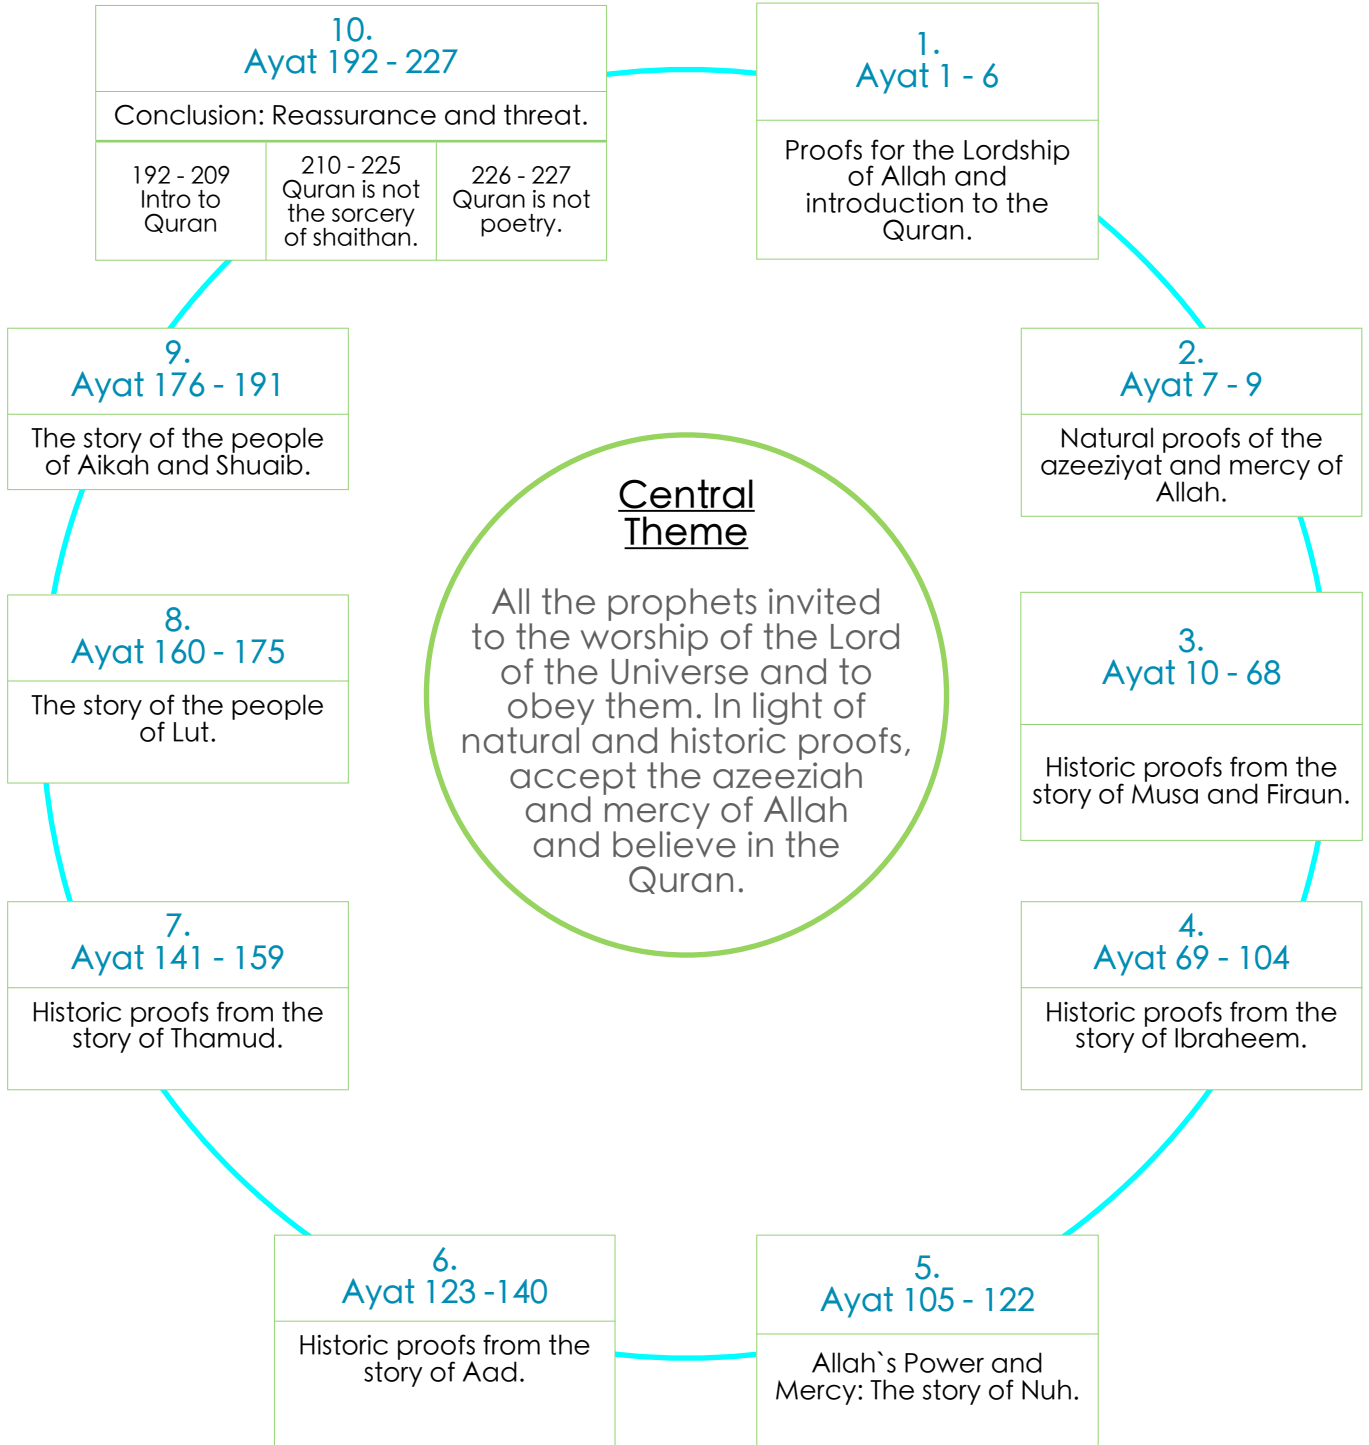 10.
Ayat 192 - 227
Conclusion: Reassurance and threat.
192 - 209
Intro to
Quran
210 - 225
Quran is not
the sorcery
of shaithan.
226 - 227
Quran is not
poetry.
1.
Ayat 1 - 6
Proofs for the Lordship
of Allah and
introduction to the
Quran.
2.
Ayat 7 - 9
Natural proofs of the
azeeziyat and mercy of
Allah.
3.
Ayat 10 - 68
Historic proofs from the
story of Musa and Firaun.
4.
Ayat 69 - 104
Historic proofs from the
story of Ibraheem.
5.
Ayat 105 - 122
Allah`s Power and
Mercy: The story of Nuh.
6.
Ayat 123 -140
Historic proofs from the
story of Aad.
7.
Ayat 141 - 159
Historic proofs from the
story of Thamud.
8.
Ayat 160 - 175
The story of the people
of Lut.
9.
Ayat 176 - 191
The story of the people
of Aikah and Shuaib.
Central
Theme
All the prophets invited
to the worship of the Lord
of the Universe and to
obey them. In light of
natural and historic proofs,
accept the azeeziah
and mercy of Allah
and believe in the
Quran.